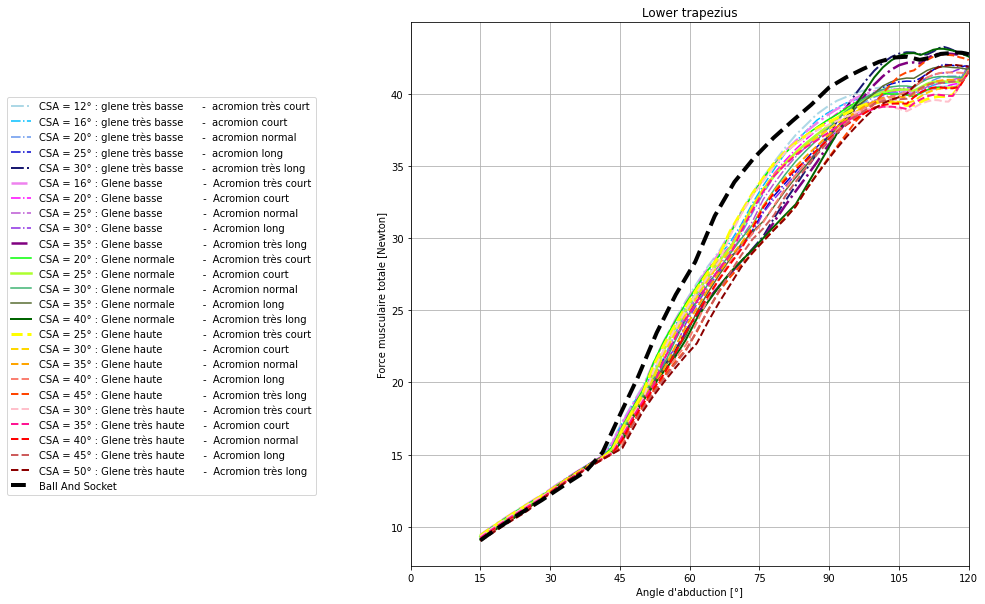 Lower trapezius
CSA = 12° : glene très basse - acromion très court
CSA = 16° : glene très basse - acromion court
CSA = 20° : glene très basse - acromion normal
CSA = 25° : glene très basse - acromion long
CSA = 30° : glene très basse - acromion très long
CSA = 16° : Glene basse - Acromion très court
CSA = 20° : Glene basse - Acromion court
CSA = 25° : Glene basse - Acromion normal
CSA = 30° : Glene basse - Acromion long
CSA = 35° : Glene basse - Acromion très long
CSA = 20° : Glene normale - Acromion très court
CSA = 25° : Glene normale - Acromion court
CSA = 30° : Glene normale - Acromion normal
CSA = 35° : Glene normale - Acromion long
CSA = 40° : Glene normale - Acromion très long
CSA = 25° : Glene haute - Acromion très court
CSA = 30° : Glene haute - Acromion court
CSA = 35° : Glene haute - Acromion normal
CSA = 40° : Glene haute - Acromion long
CSA = 45° : Glene haute - Acromion très long
CSA = 30° : Glene très haute - Acromion très court
CSA = 35° : Glene très haute - Acromion court
CSA = 40° : Glene très haute - Acromion normal
CSA = 45° : Glene très haute - Acromion long
CSA = 50° : Glene très haute - Acromion très long
Ball And Socket
Force musculaire totale [Newton]
40
35
30
25
20
15
10
0 15 30 45 60 75 90 105 120
Angle d'abduction [°]